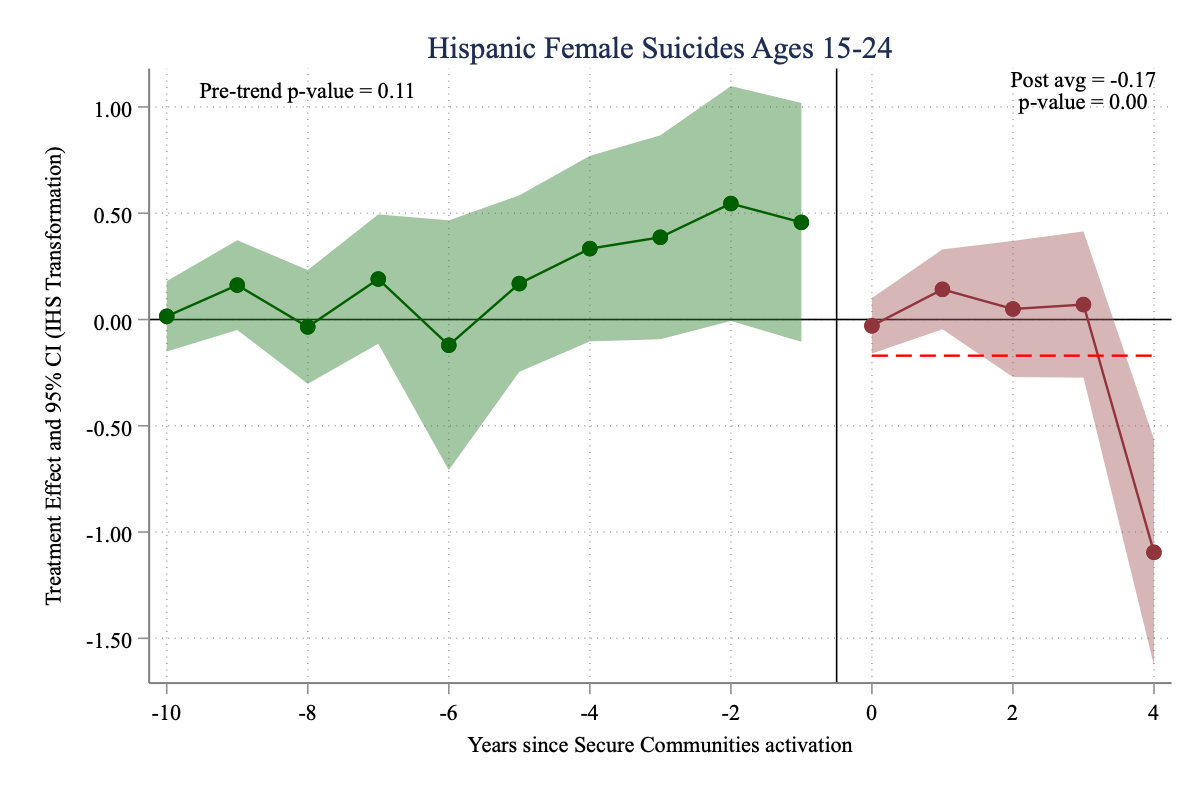 Hispanic Female Suicides Ages 15-24
Pre-trend p-value = 0.11
Post avg = -0.17
p-value = 0.00
Treatment Effect and 95% CI (IHS Transformation)
1.00
0.50
0.00
-0.50
-1.00
-1.50
-10 -8 -6 -4 -2 0 2 4
Years since Secure Communities activation